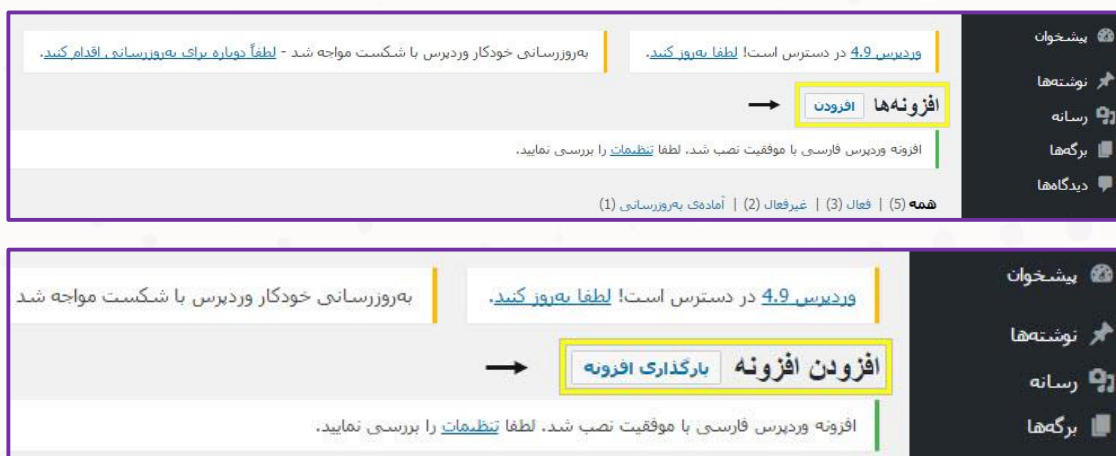 پیشخوان
نوشته‌ها
رسانه
برگه‌ها
دیدگاه‌ها
وردپرس 4.9 در دسترس است! لطفا به‌روز کنید.
به‌روزرسانی خودکار وردپرس با شکست مواجه شد - لطفاً دوباره برای به‌روزرسانی اقدام کنید.
افزونه‌ها افزودن
افزونه وردپرس فارسی با موفقیت نصب شد. لطفا تنظیمات را بررسی نمایید.
همه (5) | فعال (3) | غیرفعال (2) | آماده‌ی به‌روزرسانی (1)
پیشخوان
نوشته‌ها
رسانه
برگه‌ها
وردپرس 4.9 در دسترس است! لطفا به‌روز کنید.
به‌روزرسانی خودکار وردپرس با شکست مواجه شد
افزودن افزونه بارگذاری افزونه
افزونه وردپرس فارسی با موفقیت نصب شد. لطفا تنظیمات را بررسی نمایید.